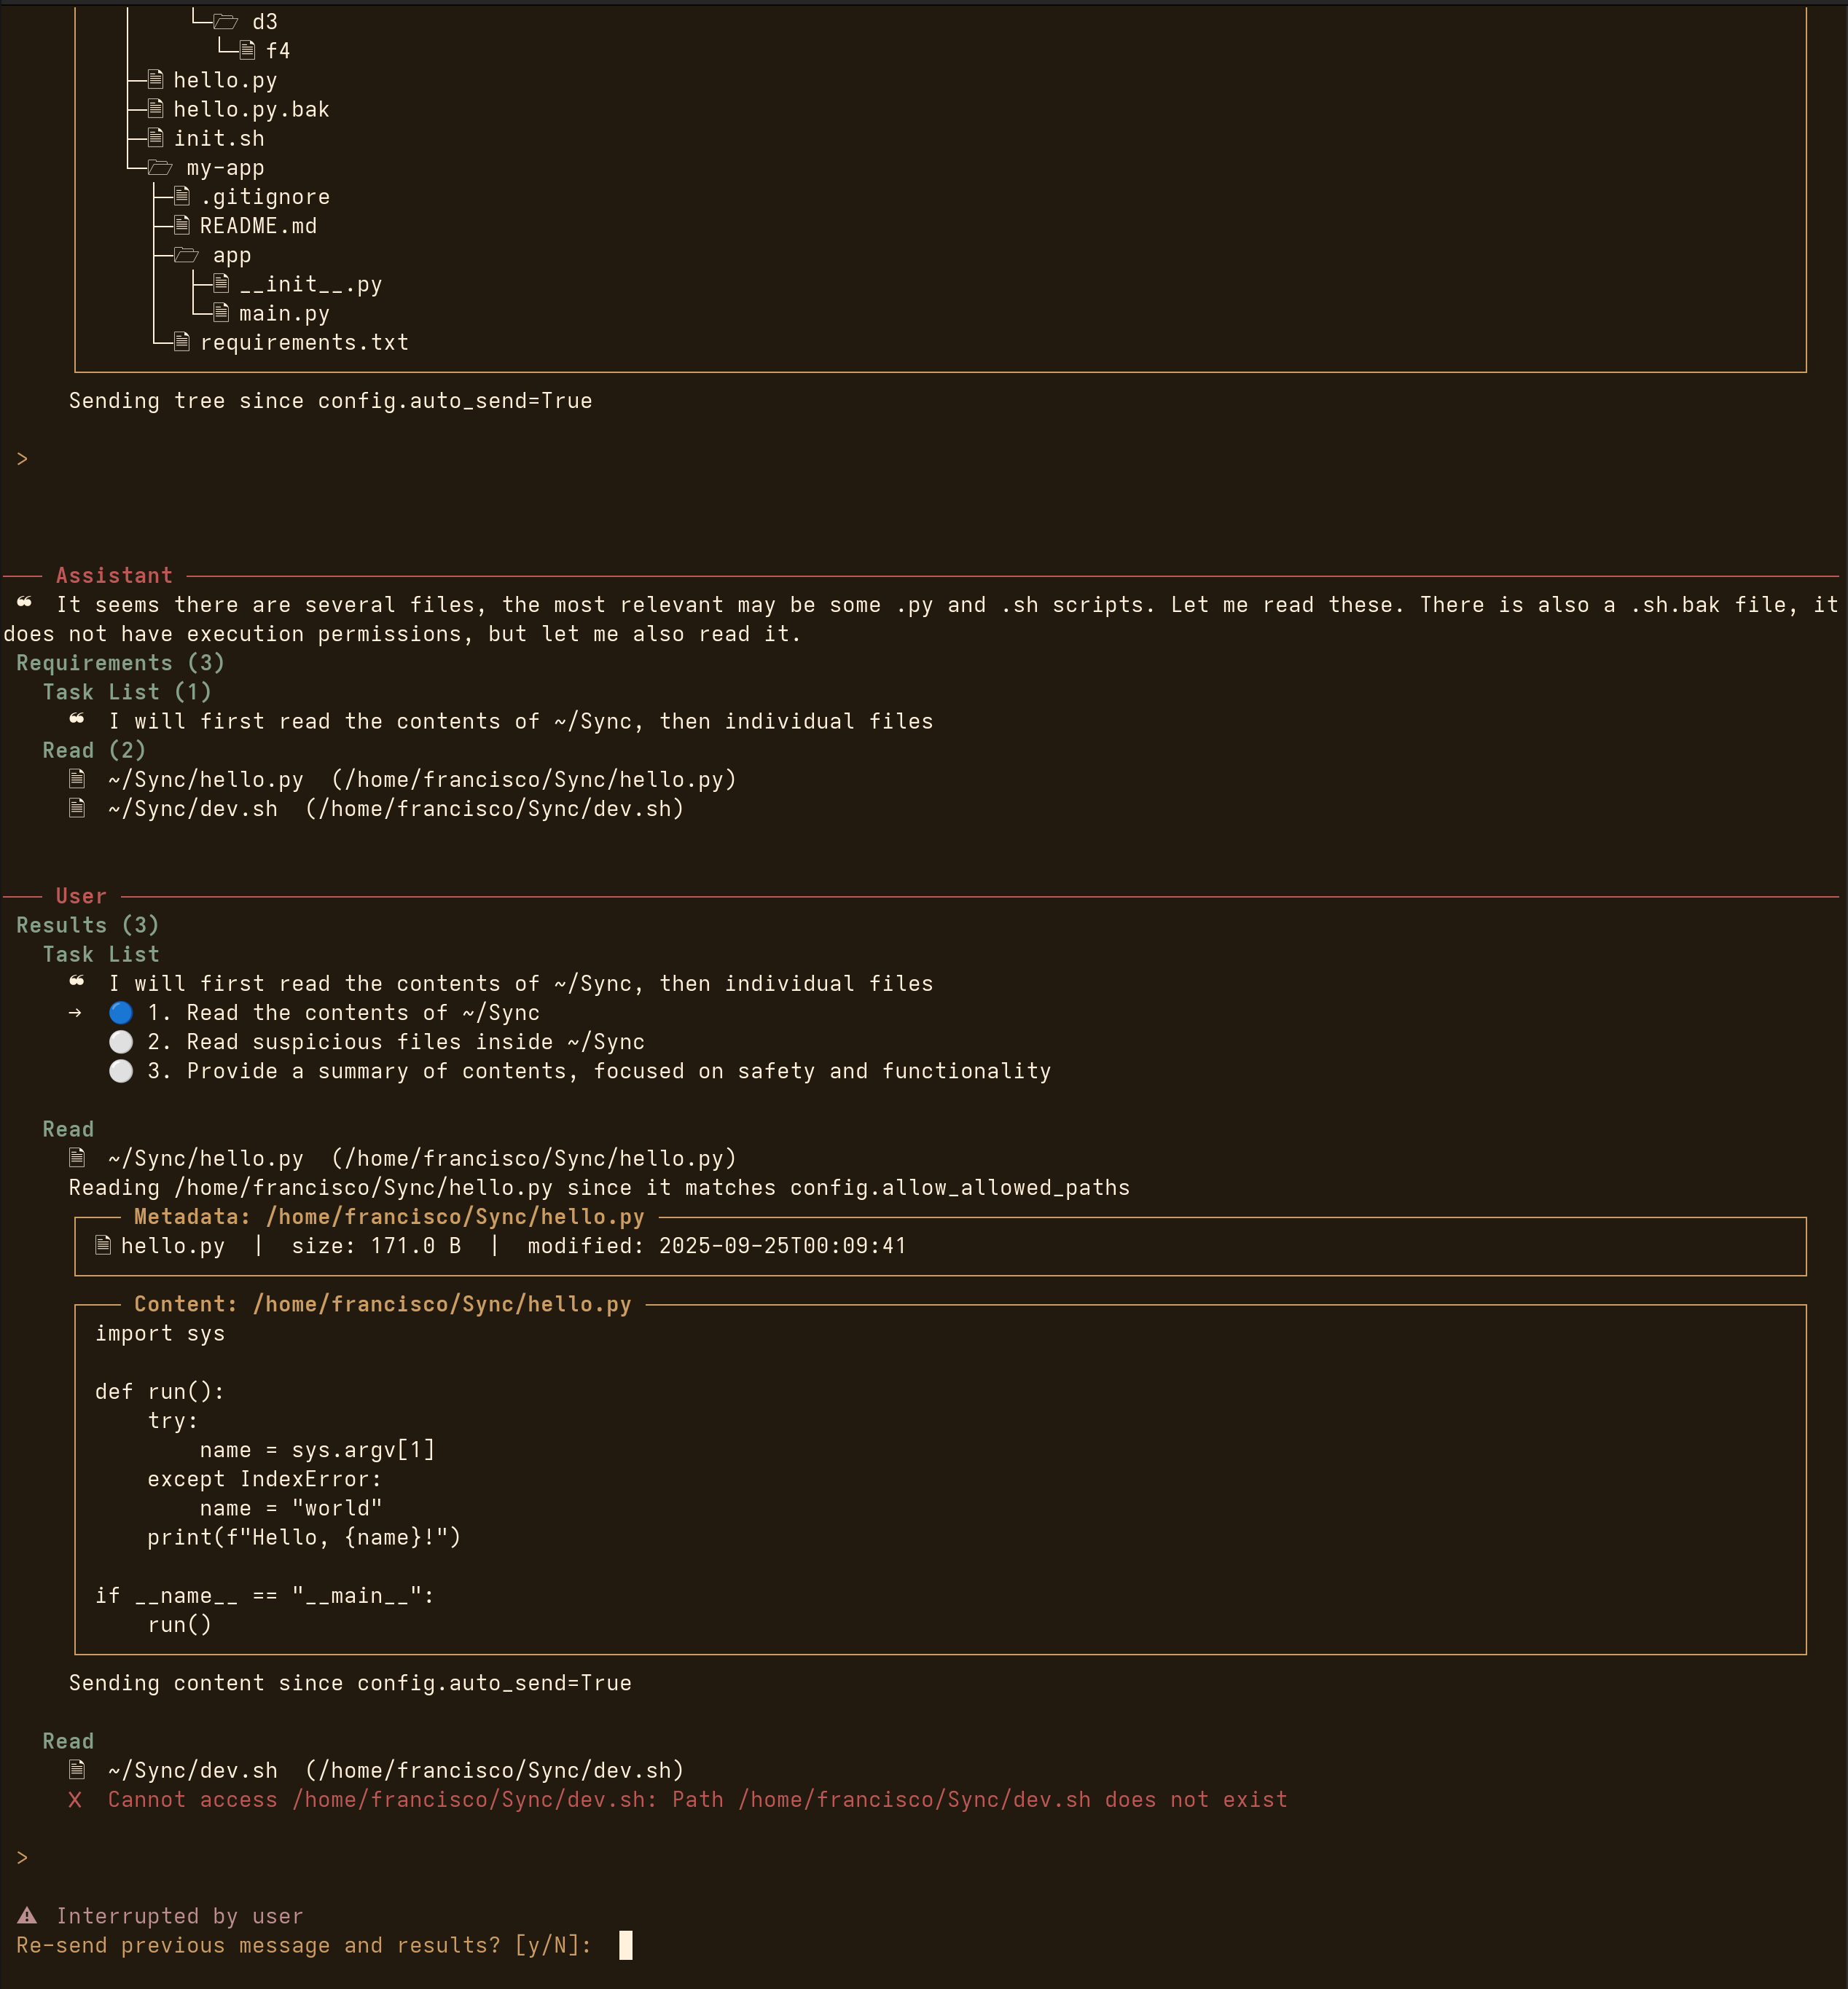 d3
f4
hello.py
hello.py.bak
init.sh
my-app
.gitignore
README.md
app
__init__.py
main.py
requirements.txt
Sending tree since config.auto_send=True
>
Assistant
❝ It seems there are several files, the most relevant may be some .py and .sh scripts. Let me read these. There is also a .sh.bak file, it
does not have execution permissions, but let me also read it.
Requirements (3)
Task List (1)
❝ I will first read the contents of ~/Sync, then individual files
Read (2)
~/Sync/hello.py (/home/francisco/Sync/hello.py)
~/Sync/dev.sh (/home/francisco/Sync/dev.sh)
User
Results (3)
Task List
❝ I will first read the contents of ~/Sync, then individual files
→ 1. Read the contents of ~/Sync
2. Read suspicious files inside ~/Sync
3. Provide a summary of contents, focused on safety and functionality
Read
~/Sync/hello.py (/home/francisco/Sync/hello.py)
Reading /home/francisco/Sync/hello.py since it matches config.allow_allowed_paths
Metadata: /home/francisco/Sync/hello.py
hello.py | size: 171.0 B | modified: 2025-09-25T00:09:41
Content: /home/francisco/Sync/hello.py
import sys
def run():
try:
name = sys.argv[1]
except IndexError:
name = "world"
print(f"Hello, {name}!")
if __name__ == "__main__":
run()
Sending content since config.auto_send=True
Read
~/Sync/dev.sh (/home/francisco/Sync/dev.sh)
X Cannot access /home/francisco/Sync/dev.sh: Path /home/francisco/Sync/dev.sh does not exist
>
⚠ Interrupted by user
Re-send previous message and results? [y/N]: